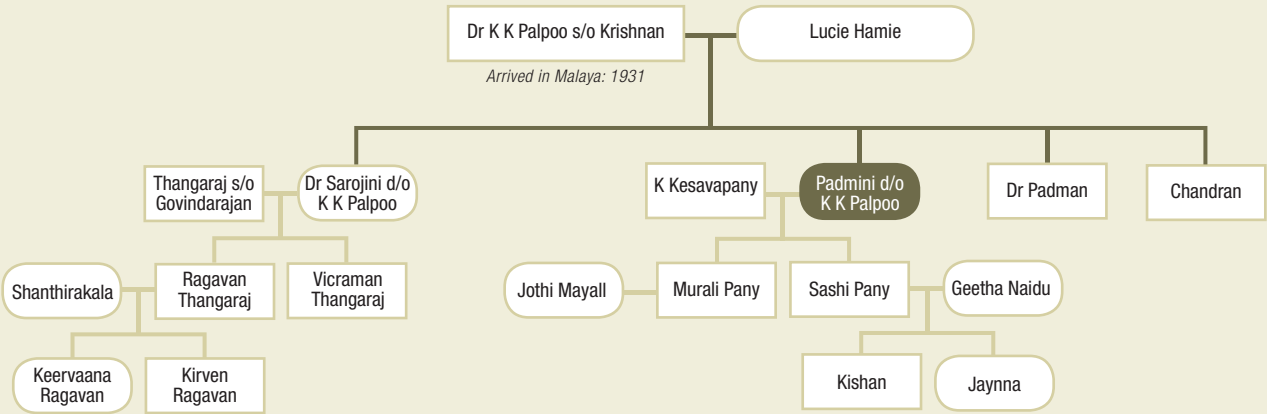 Dr K K Palpoo s/o Krishnan
Lucie Hamie
Arrived in Malaya: 1931
Thangaraj s/o
Govindarajan
Dr Sarojini d/o
K K Palpoo
K Kesavapany
Padmini d/o
K K Palpoo
Dr Padman
Chandran
Shanthirakala
Ragavan
Thangaraj
Vicraman
Thangaraj
Jothi Mayall
Murali Pany
Sashi Pany
Geetha Naidu
Keervaana
Ragavan
Kirven
Ragavan
Kishan
Jaynna